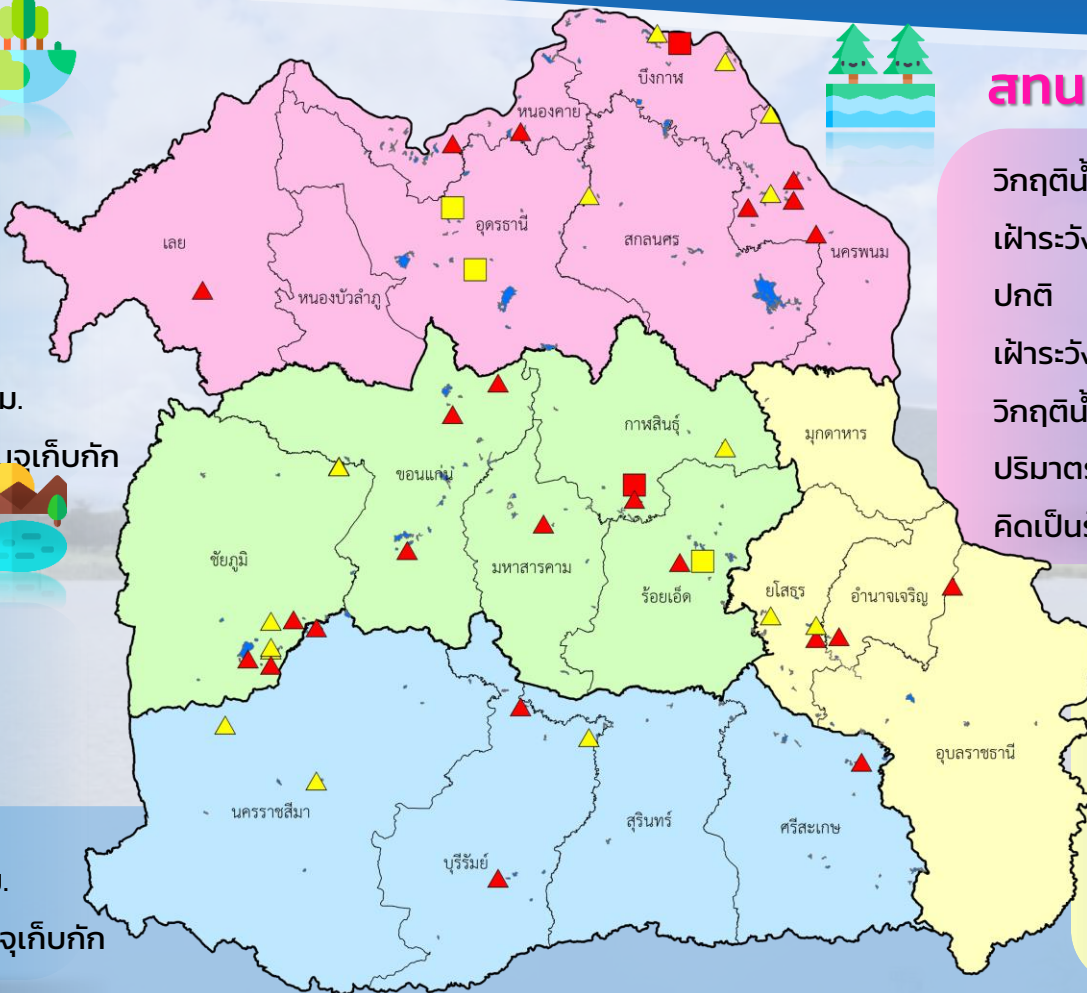 สทน
วิกฤติน้
เฝ้าระวัง
ปกติ
เฝ้าระวัง
วิกฤติน้
ปริมาตร
คิดเป็นร
ม.
เก็บกัก
จุเก็บกัก
บึงกาฬ
หนองคาย
เลย
อุดรธานี
สกลนคร
นครพนม
หนองบัวลำภู
กาฬสินธุ์
มุกดาหาร
ขอนแก่น
ชัยภูมิ
มหาสารคาม
ร้อยเอ็ด
ยโสธร
อำนาจเจริญ
อุบลราชธานี
นครราชสีมา
บุรีรัมย์
สุรินทร์
ศรีสะเกษ